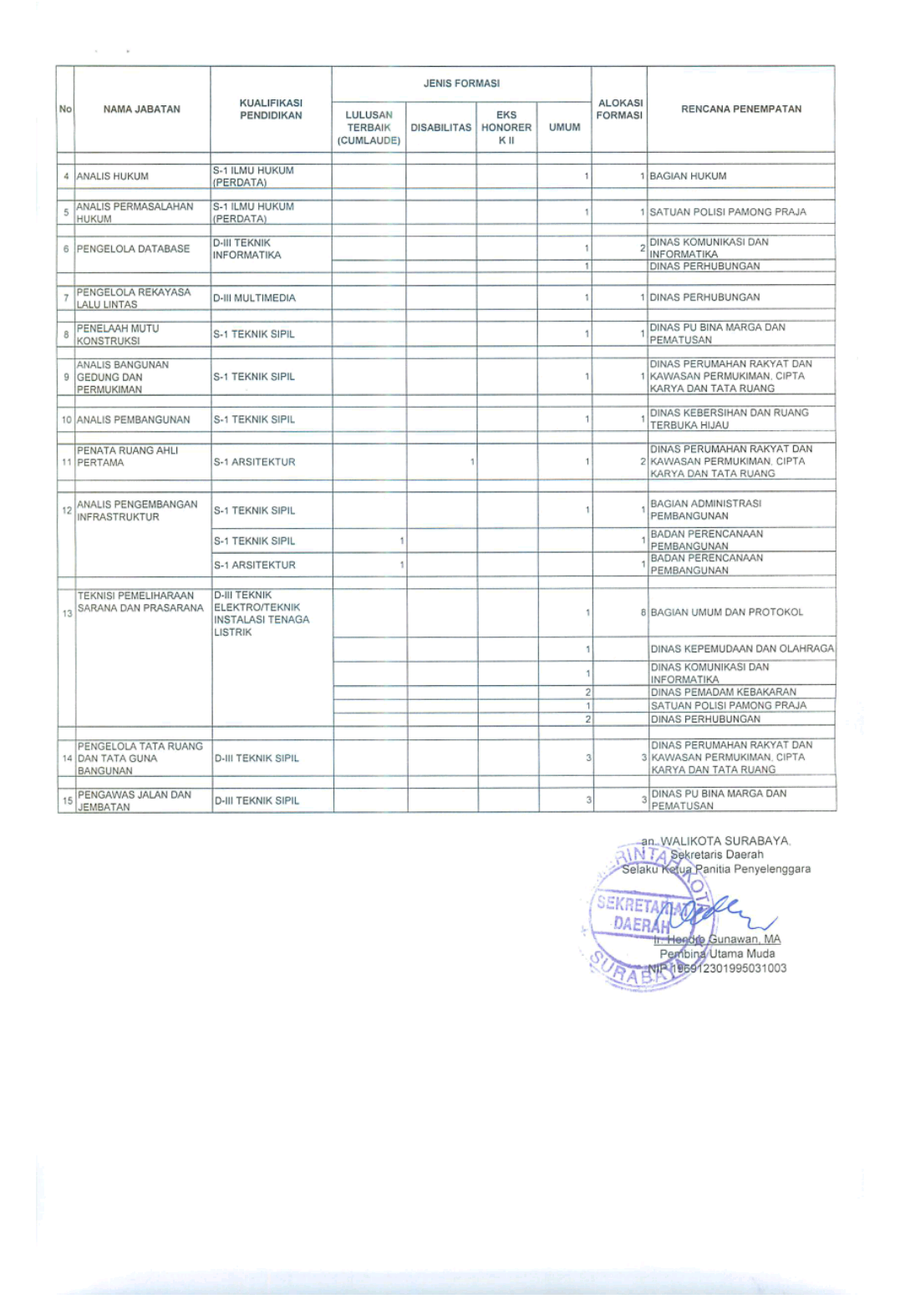 No
NAMA JABATAN
KUALIFIKASI
PENDIDIKAN
JENIS FORMASI
LULUSAN
TERBAIK
(CUMLAUDE)
DISABILITAS
EKS
HONORER
K II
UMUM
ALOKASI
FORMASI
RENCANA PENEMPATAN
4 ANALIS HUKUM
S-1 ILMU HUKUM
(PERDATA)
1 1 BAGIAN HUKUM
5 ANALIS PERMASALAHAN
HUKUM
S-1 ILMU HUKUM
(PERDATA)
1 1 SATUAN POLISI PAMONG PRAJA
6 PENGELOLA DATABASE
D-III TEKNIK
INFORMATIKA
1 2 DINAS KOMUNIKASI DAN
INFORMATIKA
1 DINAS PERHUBUNGAN
7 PENGELOLA REKAYASA
LALU LINTAS
D-III MULTIMEDIA
1 1 DINAS PERHUBUNGAN
8 PENELAAH MUTU
KONSTRUKSI
S-1 TEKNIK SIPIL
1 1 DINAS PU BINA MARGA DAN
PEMATUSAN
9 ANALIS BANGUNAN
GEDUNG DAN
PERMUKIMAN
S-1 TEKNIK SIPIL
1 1 DINAS PERUMAHAN RAKYAT DAN
KAWASAN PERMUKIMAN, CIPTA
KARYA DAN TATA RUANG
10 ANALIS PEMBANGUNAN
S-1 TEKNIK SIPIL
1 1 DINAS KEBERSIHAN DAN RUANG
TERBUKA HIJAU
11 PENATA RUANG AHLI
PERTAMA
S-1 ARSITEKTUR
1 1 2 DINAS PERUMAHAN RAKYAT DAN
KAWASAN PERMUKIMAN, CIPTA
KARYA DAN TATA RUANG
12 ANALIS PENGEMBANGAN
INFRASTRUKTUR
S-1 TEKNIK SIPIL
1 1 BAGIAN ADMINISTRASI
PEMBANGUNAN
S-1 TEKNIK SIPIL
1 1 BADAN PERENCANAAN
PEMBANGUNAN
S-1 ARSITEKTUR
1 1 BADAN PERENCANAAN
PEMBANGUNAN
13 TEKNISI PEMELIHARAAN
SARANA DAN PRASARANA
D-III TEKNIK
ELEKTRO/TEKNIK
INSTALASI TENAGA
LISTRIK
1 8 BAGIAN UMUM DAN PROTOKOL
1 DINAS KEPEMUDAAN DAN OLAHRAGA
1 DINAS KOMUNIKASI DAN
INFORMATIKA
2 DINAS PEMADAM KEBAKARAN
1 SATUAN POLISI PAMONG PRAJA
2 DINAS PERHUBUNGAN
14 PENGELOLA TATA RUANG
DAN TATA GUNA
BANGUNAN
D-III TEKNIK SIPIL
3 3 DINAS PERUMAHAN RAKYAT DAN
KAWASAN PERMUKIMAN, CIPTA
KARYA DAN TATA RUANG
15 PENGAWAS JALAN DAN
JEMBATAN
D-III TEKNIK SIPIL
3 3 DINAS PU BINA MARGA DAN
PEMATUSAN
an. WALIKOTA SURABAYA.
Sekretaris Daerah
Selaku Ketua Panitia Penyelenggara
SEKRETARIAT
DAERAH
SURABAYA
Ir. Hendro Gunawan, MA
Pembina Utama Muda
NIP 196912301995031003